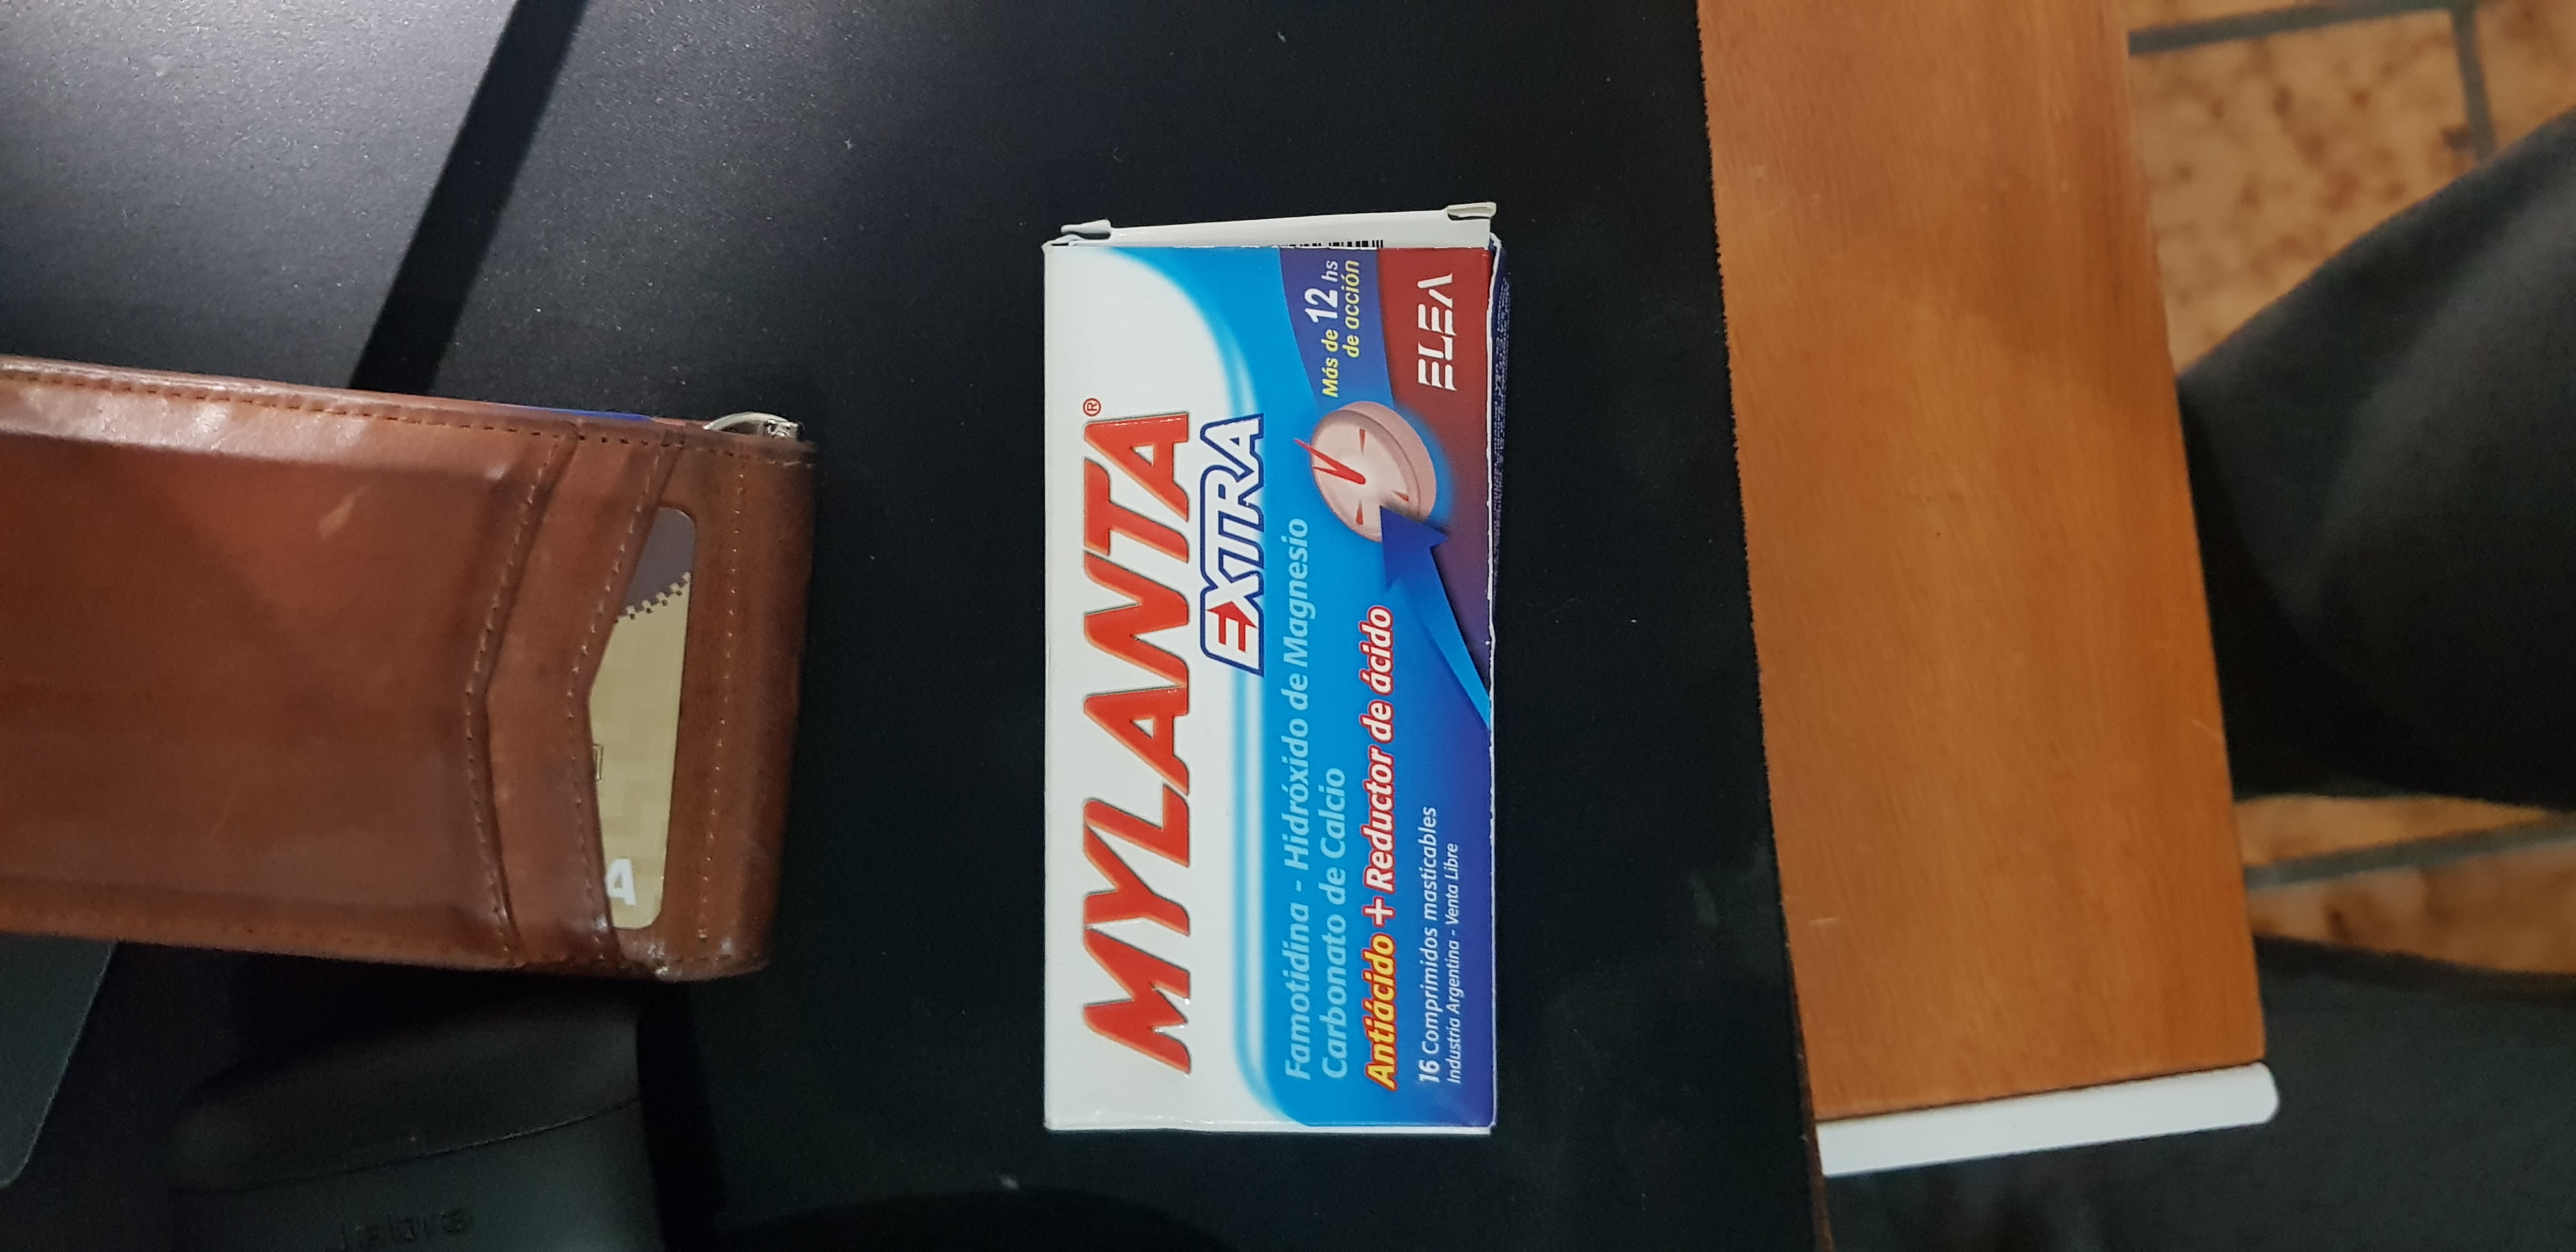 4
MYLANTA®
EXTRA
Famotidina - Hidróxido de Magnesio
Carbonato de Calcio
Antiácido + Reductor de ácido
16 Comprimidos masticables
Industria Argentina - Venta Libre
Más de 12 hs
de acción
ELEA